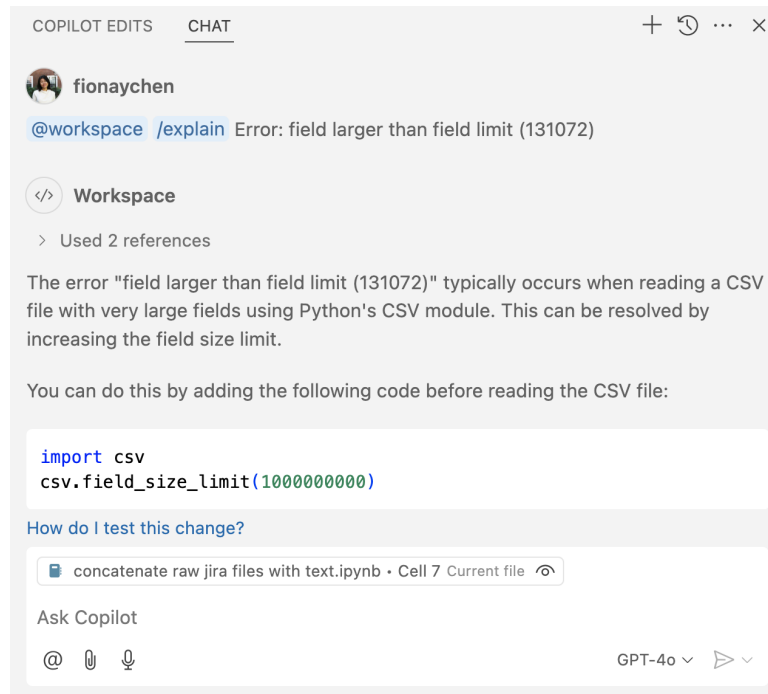 COPILOT EDITS CHAT
fionaychen
@workspace /explain Error: field larger than field limit (131072)
</> Workspace
> Used 2 references
The error "field larger than field limit (131072)" typically occurs when reading a CSV
file with very large fields using Python's CSV module. This can be resolved by
increasing the field size limit.
You can do this by adding the following code before reading the CSV file:
import csv
csv.field_size_limit(1000000000)
How do I test this change?
concatenate raw jira files with text.ipynb • Cell 7 Current file
Ask Copilot
@ GPT-4o